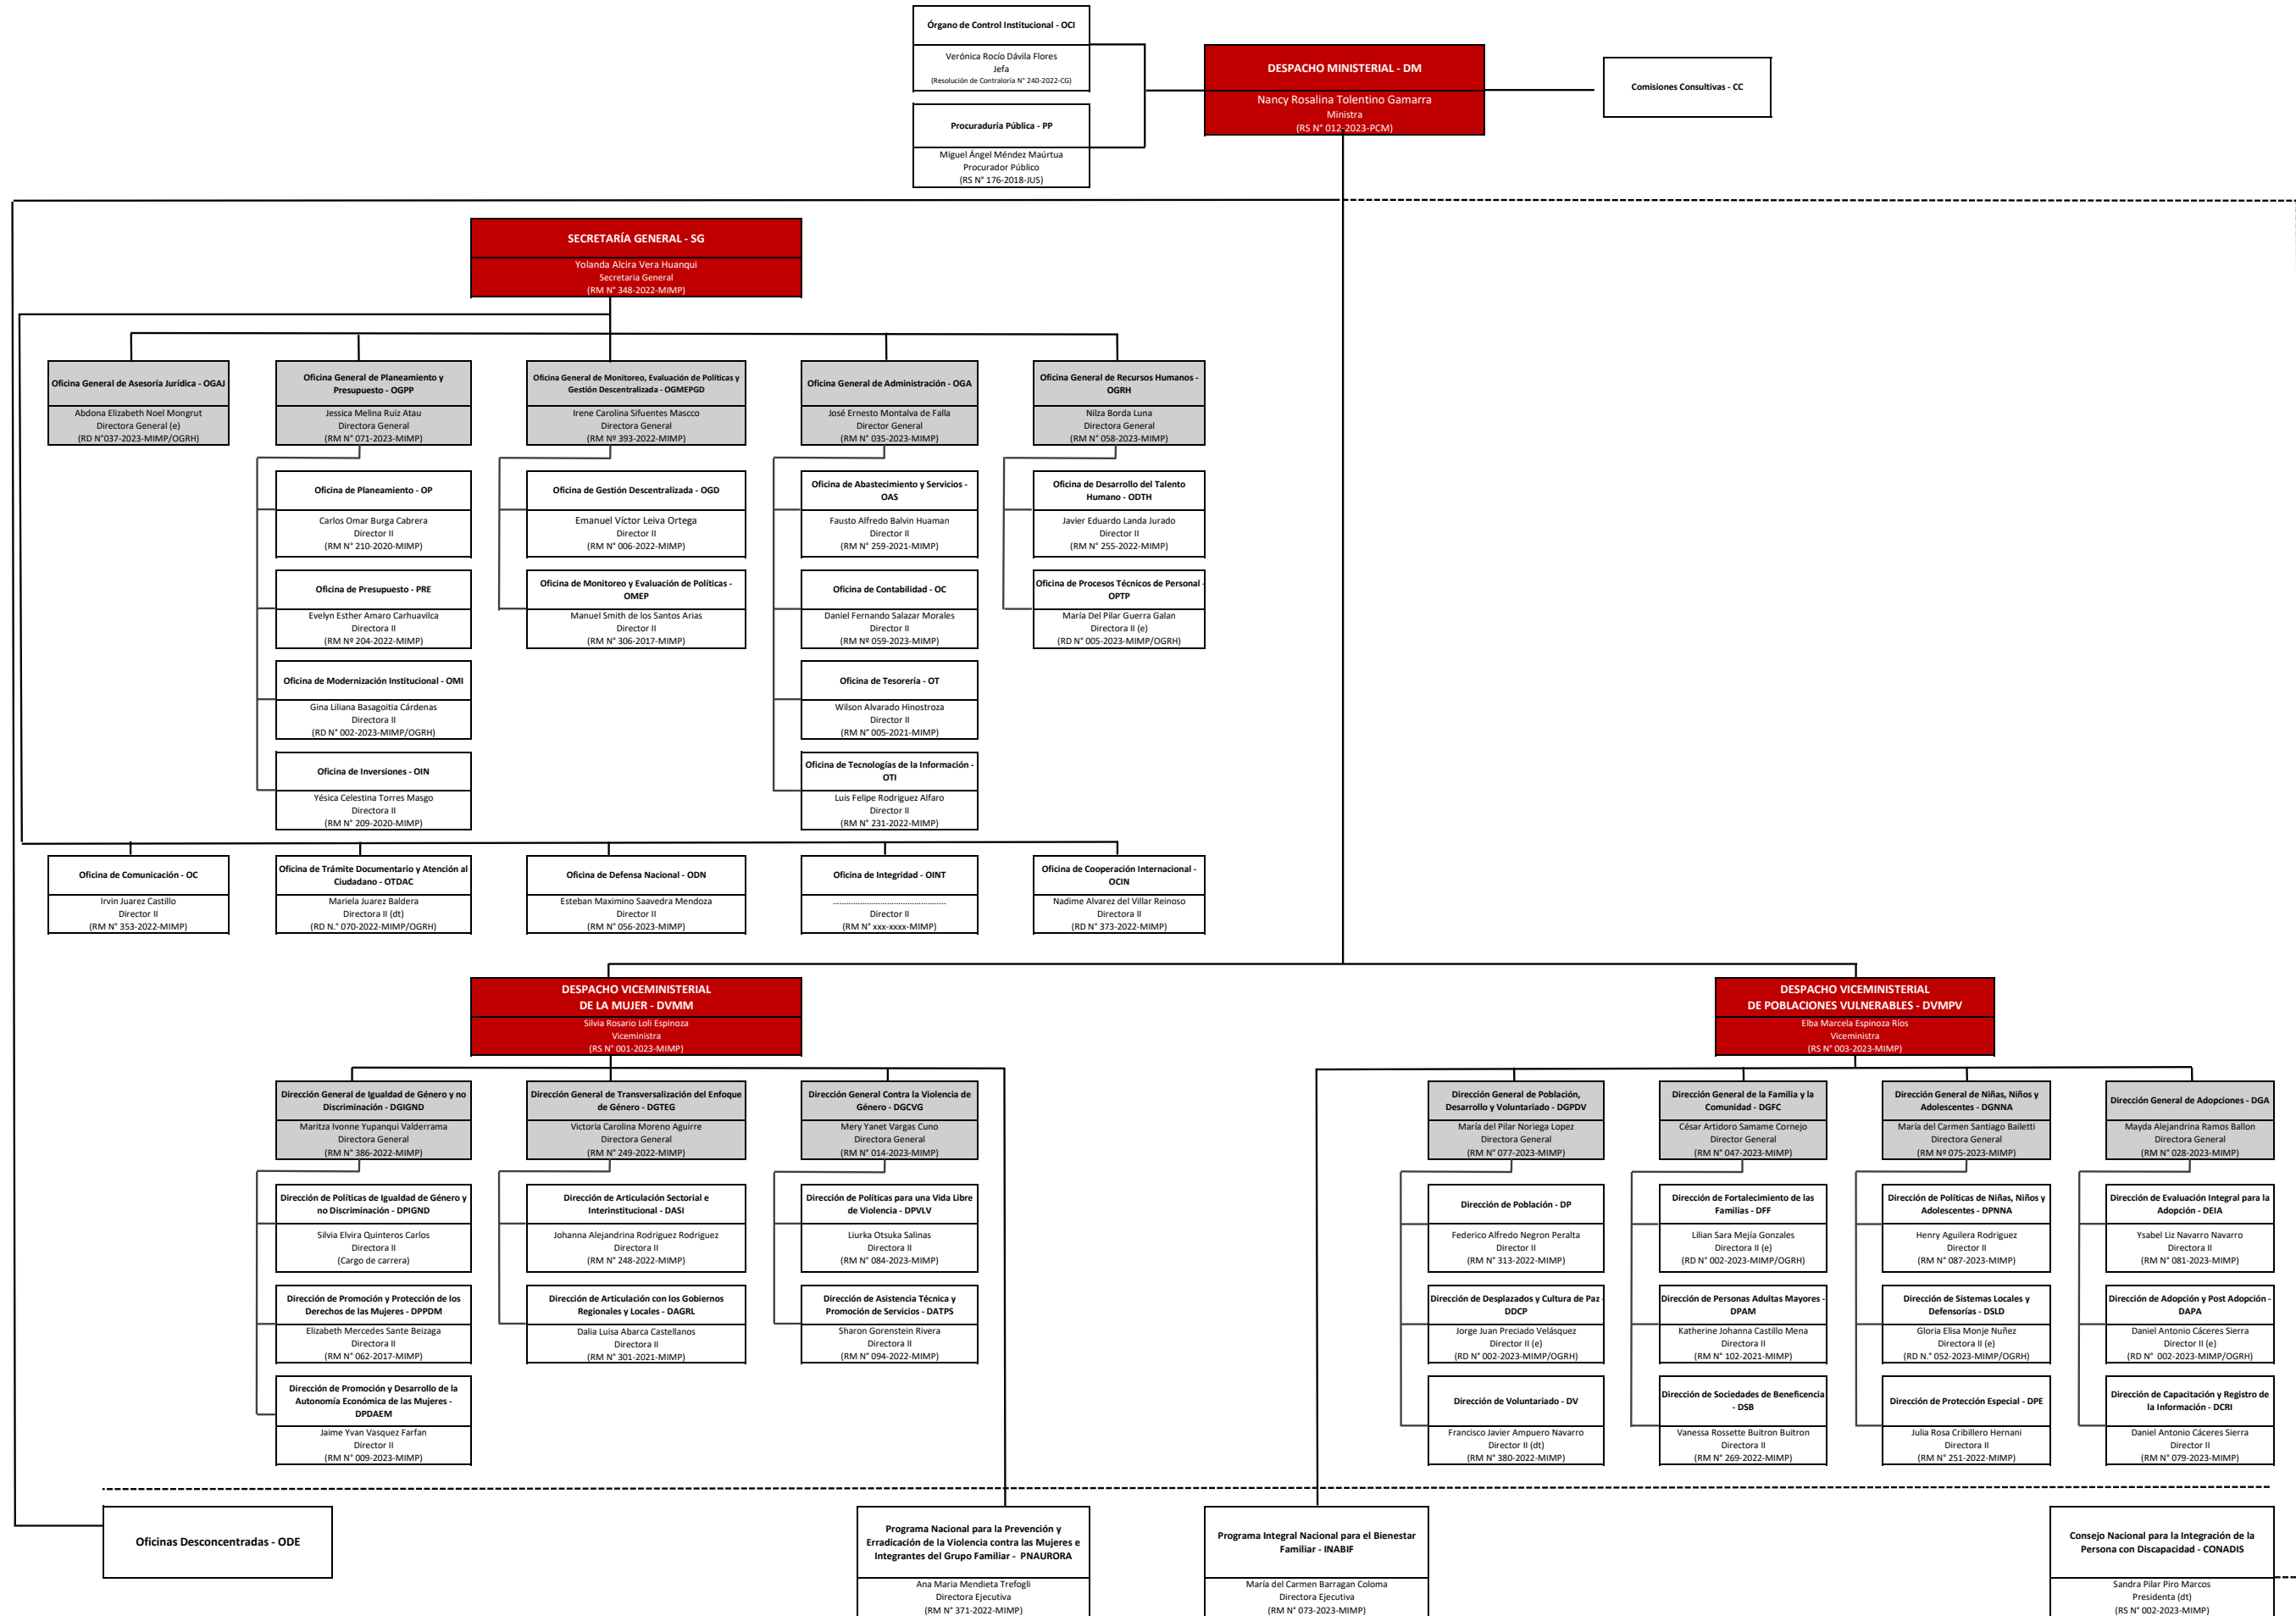 Órgano de Control Institucional - OCI
Verónica Rocío Dávila Flores
Jefa
(Resolución de Contraloría N° 240-2022-CG)
Procuraduría Pública - PP
Miguel Ángel Méndez Maúrtua
Procurador Público
(RS N° 176-2018-JUS)
DESPACHO MINISTERIAL - DM
Nancy Rosalina Tolentino Gamarra
Ministra
(RS N° 012-2023-PCM)
Comisiones Consultivas - CC
SECRETARÍA GENERAL - SG
Yolanda Alcira Vera Huanqui
Secretaria General
(RM N° 348-2022-MIMP)
Oficina General de Asesoría Jurídica - OGAJ
Abdona Elizabeth Noel Mongrut
Directora General (e)
(RD N°037-2023-MIMP/OGRH)
Oficina General de Planeamiento y
Presupuesto - OGPP
Jessica Melina Ruiz Atau
Directora General
(RM N° 071-2023-MIMP)
Oficina General de Monitoreo, Evaluación de Políticas y
Gestión Descentralizada - OGMEPGD
Irene Carolina Sifuentes Mascco
Directora General
(RM Nº 393-2022-MIMP)
Oficina General de Administración - OGA
José Ernesto Montalva de Falla
Director General
(RM N° 035-2023-MIMP)
Oficina General de Recursos Humanos -
OGRH
Nilza Borda Luna
Directora General
(RM N° 058-2023-MIMP)
Oficina de Planeamiento - OP
Carlos Omar Burga Cabrera
Director II
(RM N° 210-2020-MIMP)
Oficina de Gestión Descentralizada - OGD
Emanuel Víctor Leiva Ortega
Director II
(RM N° 006-2022-MIMP)
Oficina de Abastecimiento y Servicios -
OAS
Fausto Alfredo Balvin Huaman
Director II
(RM N° 259-2021-MIMP)
Oficina de Desarrollo del Talento
Humano - ODTH
Javier Eduardo Landa Jurado
Director II
(RM N° 255-2022-MIMP)
Oficina de Presupuesto - PRE
Evelyn Esther Amaro Carhuavilca
Directora II
(RM Nº 204-2022-MIMP)
Oficina de Monitoreo y Evaluación de Políticas -
OMEP
Manuel Smith de los Santos Arias
Director II
(RM N° 306-2017-MIMP)
Oficina de Contabilidad - OC
Daniel Fernando Salazar Morales
Director II
(RM Nº 059-2023-MIMP)
Oficina de Procesos Técnicos de Personal -
OPTP
María Del Pilar Guerra Galan
Directora II (e)
(RD N° 005-2023-MIMP/OGRH)
Oficina de Modernización Institucional - OMI
Gina Liliana Basagoitia Cárdenas
Directora II
(RD N° 002-2023-MIMP/OGRH)
Oficina de Tesorería - OT
Wilson Alvarado Hinostroza
Director II
(RM N° 005-2021-MIMP)
Oficina de Inversiones - OIN
Yésica Celestina Torres Masgo
Directora II
(RM N° 209-2020-MIMP)
Oficina de Tecnologías de la Información -
OTI
Luis Felipe Rodriguez Alfaro
Director II
(RM N° 231-2022-MIMP)
Oficina de Comunicación - OC
Irvin Juarez Castillo
Director II
(RM N° 353-2022-MIMP)
Oficina de Trámite Documentario y Atención al
Ciudadano - OTDAC
Mariela Juarez Baldera
Directora II (dt)
(RD N.° 070-2022-MIMP/OGRH)
Oficina de Defensa Nacional - ODN
Esteban Maximino Saavedra Mendoza
Director II
(RM N° 056-2023-MIMP)
Oficina de Integridad - OINT
..................................................
Director II
(RM N° xxx-xxxx-MIMP)
Oficina de Cooperación Internacional -
OCIN
Nadime Alvarez del Villar Reinoso
Directora II
(RD N° 373-2022-MIMP)
DESPACHO VICEMINISTERIAL
DE LA MUJER - DVMM
Silvia Rosario Loli Espinoza
Viceministra
(RS N° 001-2023-MIMP)
DESPACHO VICEMINISTERIAL
DE POBLACIONES VULNERABLES - DVMPV
Elba Marcela Espinoza Ríos
Viceministra
(RS N° 003-2023-MIMP)
Dirección General de Igualdad de Género y no
Discriminación - DGIGND
Maritza Ivonne Yupanqui Valderrama
Directora General
(RM N° 386-2022-MIMP)
Dirección General de Transversalización del Enfoque
de Género - DGTEG
Victoria Carolina Moreno Aguirre
Directora General
(RM N° 249-2022-MIMP)
Dirección General Contra la Violencia de
Género - DGCVG
Mery Yanet Vargas Cuno
Directora General
(RM N° 014-2023-MIMP)
Dirección General de Población,
Desarrollo y Voluntariado - DGPDV
María del Pilar Noriega Lopez
Directora General
(RM N° 077-2023-MIMP)
Dirección General de la Familia y la
Comunidad - DGFC
César Artidoro Samame Cornejo
Director General
(RM N° 047-2023-MIMP)
Dirección General de Niñas, Niños y
Adolescentes - DGNNA
María del Carmen Santiago Bailetti
Directora General
(RM Nº 075-2023-MIMP)
Dirección General de Adopciones - DGA
Mayda Alejandrina Ramos Ballon
Directora General
(RM N° 028-2023-MIMP)
Dirección de Políticas de Igualdad de Género y
no Discriminación - DPIGND
Silvia Elvira Quinteros Carlos
Directora II
(Cargo de carrera)
Dirección de Articulación Sectorial e
Interinstitucional - DASI
Johanna Alejandrina Rodriguez Rodriguez
Directora II
(RM N° 248-2022-MIMP)
Dirección de Políticas para una Vida Libre
de Violencia - DPVLV
Liurka Otsuka Salinas
Directora II
(RM N° 084-2023-MIMP)
Dirección de Población - DP
Federico Alfredo Negron Peralta
Director II
(RM N° 313-2022-MIMP)
Dirección de Fortalecimiento de las
Familias - DFF
Lilian Sara Mejía Gonzales
Directora II (e)
(RD N° 002-2023-MIMP/OGRH)
Dirección de Políticas de Niñas, Niños y
Adolescentes - DPNNA
Henry Aguilera Rodriguez
Director II
(RM N° 087-2023-MIMP)
Dirección de Evaluación Integral para la
Adopción - DEIA
Ysabel Liz Navarro Navarro
Directora II
(RM N° 081-2023-MIMP)
Dirección de Promoción y Protección de los
Derechos de las Mujeres - DPPDM
Elizabeth Mercedes Sante Beizaga
Directora II
(RM N° 062-2017-MIMP)
Dirección de Articulación con los Gobiernos
Regionales y Locales - DAGRL
Dalia Luisa Abarca Castellanos
Directora II
(RM N° 301-2021-MIMP)
Dirección de Asistencia Técnica y
Promoción de Servicios - DATPS
Sharon Gorenstein Rivera
Directora II
(RM N° 094-2022-MIMP)
Dirección de Desplazados y Cultura de Paz -
DDCP
Jorge Juan Preciado Velásquez
Director II (e)
(RD N° 002-2023-MIMP/OGRH)
Dirección de Personas Adultas Mayores -
DPAM
Katherine Johanna Castillo Mena
Directora II
(RM N° 102-2021-MIMP)
Dirección de Sistemas Locales y
Defensorías - DSLD
Gloria Elisa Monje Nuñez
Directora II (e)
(RD N.° 052-2023-MIMP/OGRH)
Dirección de Adopción y Post Adopción -
DAPA
Daniel Antonio Cáceres Sierra
Director II (e)
(RD N° 002-2023-MIMP/OGRH)
Dirección de Promoción y Desarrollo de la
Autonomía Económica de las Mujeres -
DPDAEM
Jaime Yvan Vasquez Farfan
Director II
(RM N° 009-2023-MIMP)
Dirección de Voluntariado - DV
Francisco Javier Ampuero Navarro
Director II (dt)
(RM N° 380-2022-MIMP)
Dirección de Sociedades de Beneficencia
- DSB
Vanessa Rossette Buitron Buitron
Directora II
(RM N° 269-2022-MIMP)
Dirección de Protección Especial - DPE
Julia Rosa Cribillero Hernani
Directora II
(RM N° 251-2022-MIMP)
Dirección de Capacitación y Registro de
la Información - DCRI
Daniel Antonio Cáceres Sierra
Director II
(RM N° 079-2023-MIMP)
Oficinas Desconcentradas - ODE
Programa Nacional para la Prevención y
Erradicación de la Violencia contra las Mujeres e
Integrantes del Grupo Familiar - PNAURORA
Ana Maria Mendieta Trefogli
Directora Ejecutiva
(RM N° 371-2022-MIMP)
Programa Integral Nacional para el Bienestar
Familiar - INABIF
María del Carmen Barragan Coloma
Directora Ejecutiva
(RM N° 073-2023-MIMP)
Consejo Nacional para la Integración de la
Persona con Discapacidad - CONADIS
Sandra Pilar Piro Marcos
Presidenta (dt)
(RS N° 002-2023-MIMP)